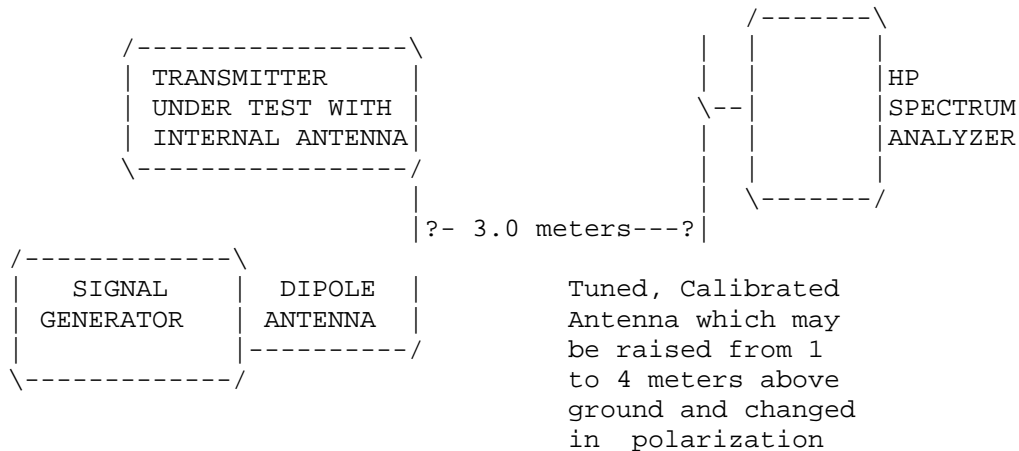 TRANSMITTER
UNDER TEST WITH
INTERNAL ANTENNA
HP
SPECTRUM
ANALYZER
?- 3.0 meters---?
SIGNAL
GENERATOR
DIPOLE
ANTENNA
Tuned, Calibrated
Antenna which may
be raised from 1
to 4 meters above
ground and changed
in polarization